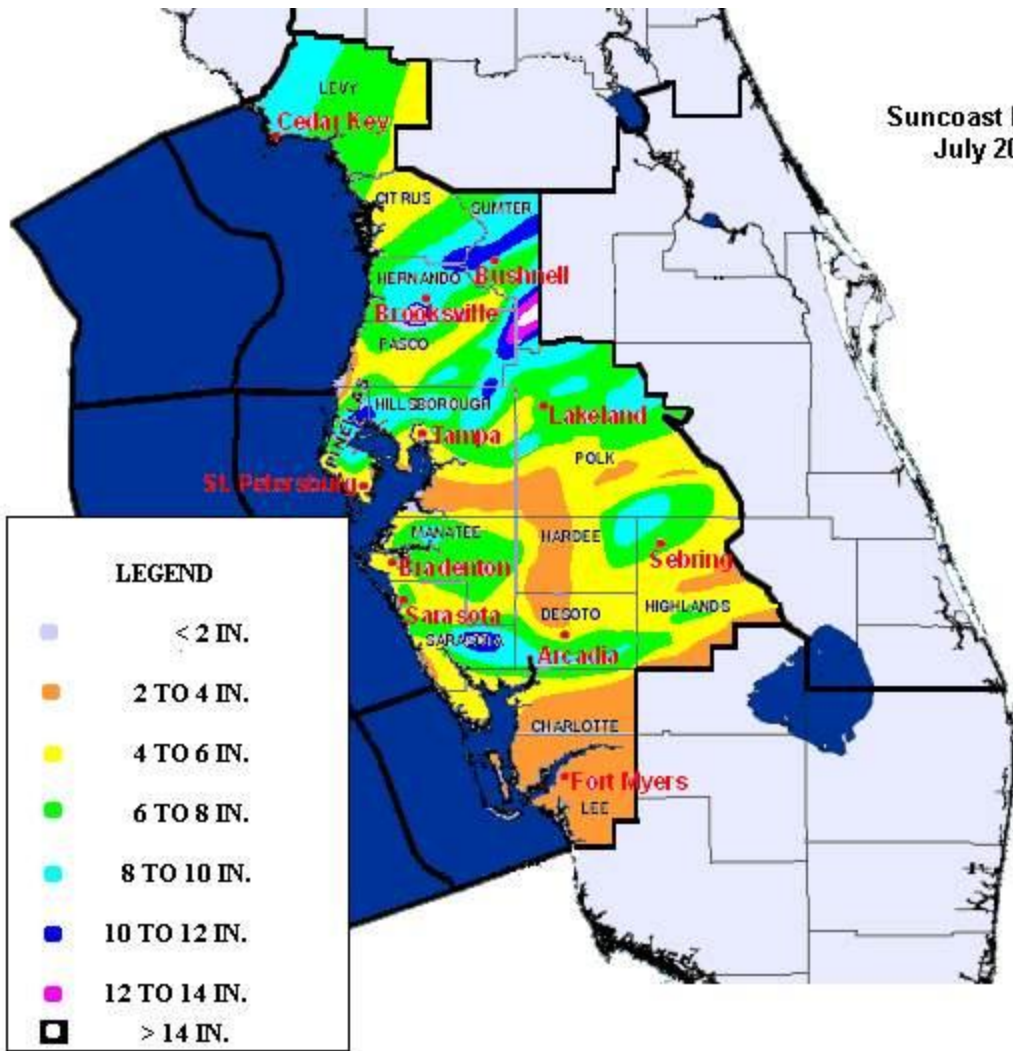 Suncoast
July 20
LEVY
Cedar Key
CITRUS
SUMTER
HERNANDO
Bushnell
Brooksville
PASCO
PINELLAS
HILLSBOROUGH
Lakeland
Tampa
POLK
St. Petersburg
MANATEE
HARDEE
Bradenton
Sebring
Sarasota
DESOTO
HIGHLANDS
SARASOTA
Arcadia
CHARLOTTE
Fort Myers
LEE
LEGEND
< 2 IN.
2 TO 4 IN.
4 TO 6 IN.
6 TO 8 IN.
8 TO 10 IN.
10 TO 12 IN.
12 TO 14 IN.
> 14 IN.